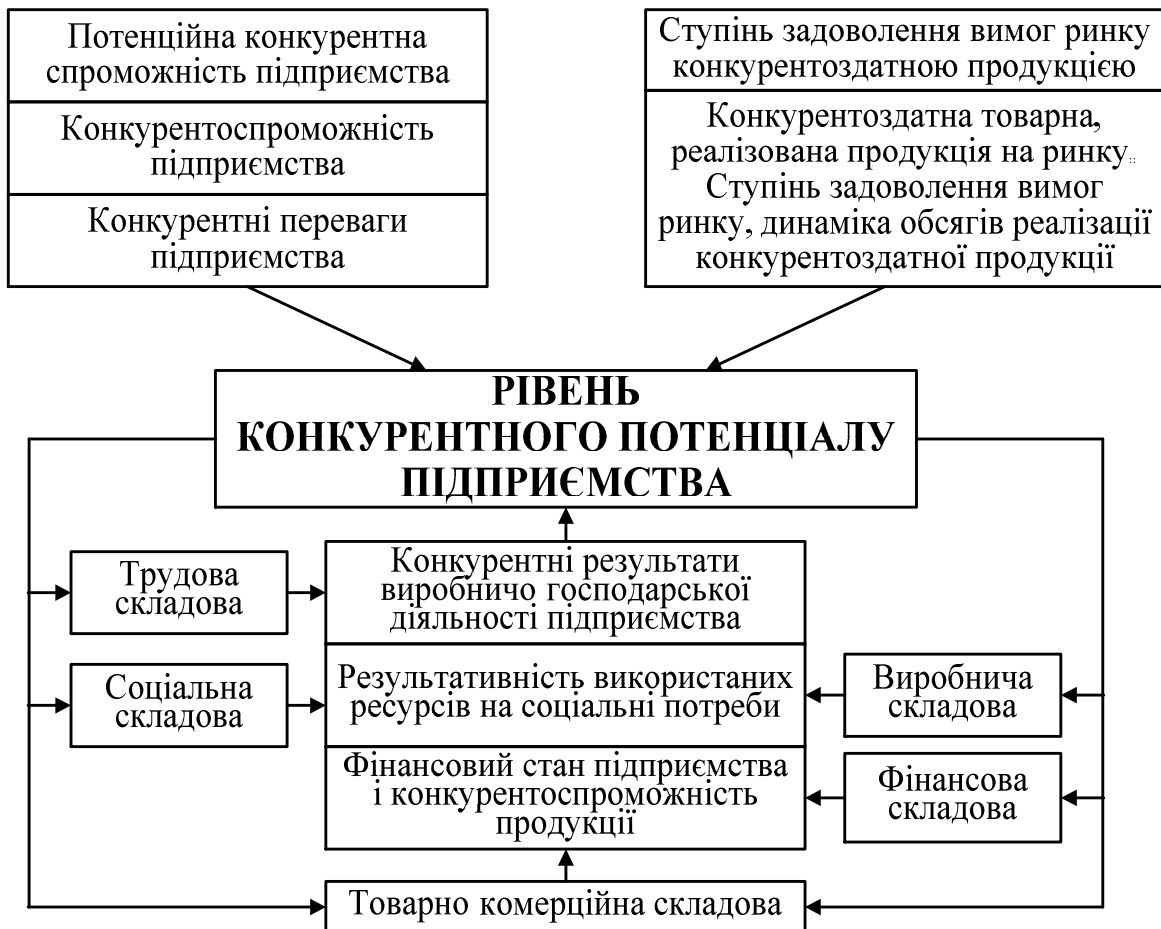 Потенційна конкурентна
спроможність підприємства
Конкурентоспроможність
підприємства
Конкурентні переваги
підприємства
Ступінь задоволення вимог ринку
конкурентоздатною продукцією
Конкурентоздатна товарна,
реалізована продукція на ринку.
Ступінь задоволення вимог
ринку, динаміка обсягів реалізації
конкурентоздатної продукції
РІВЕНЬ
КОНКУРЕНТНОГО ПОТЕНЦІАЛУ
ПІДПРИЄМСТВА
Трудова
складова
Соціальна
складова
Конкурентні результати
виробничо господарської
діяльності підприємства
Результативність використаних
ресурсів на соціальні потреби
Фінансовий стан підприємства
і конкурентоспроможність
продукції
Виробнича
складова
Фінансова
складова
Товарно комерційна складова